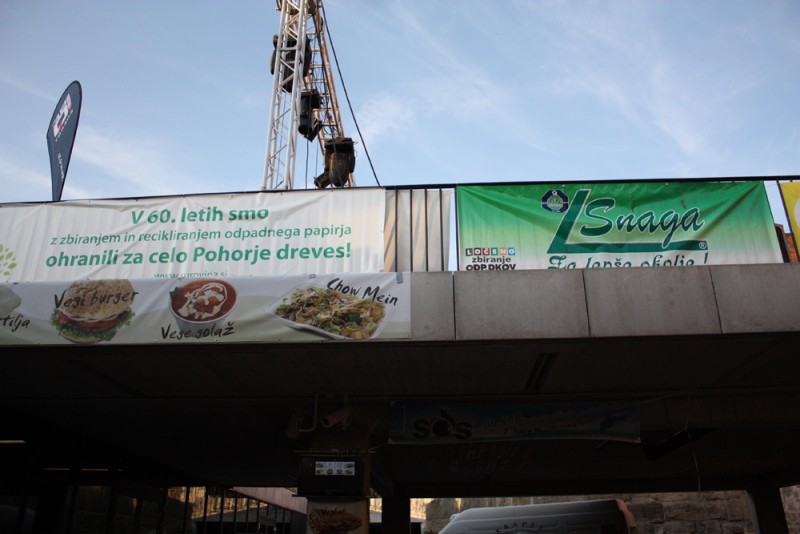 V 60. letih smo
z zbiranjem in recikliranjem odpadnega papirja
ohranili za celo Pohorje dreves!
Snaga
®
LOČENO
zbiranje
ODPADKOV
Za lepše okolje!
Vegi burger
Vege golaž
Chow Mein
SOS